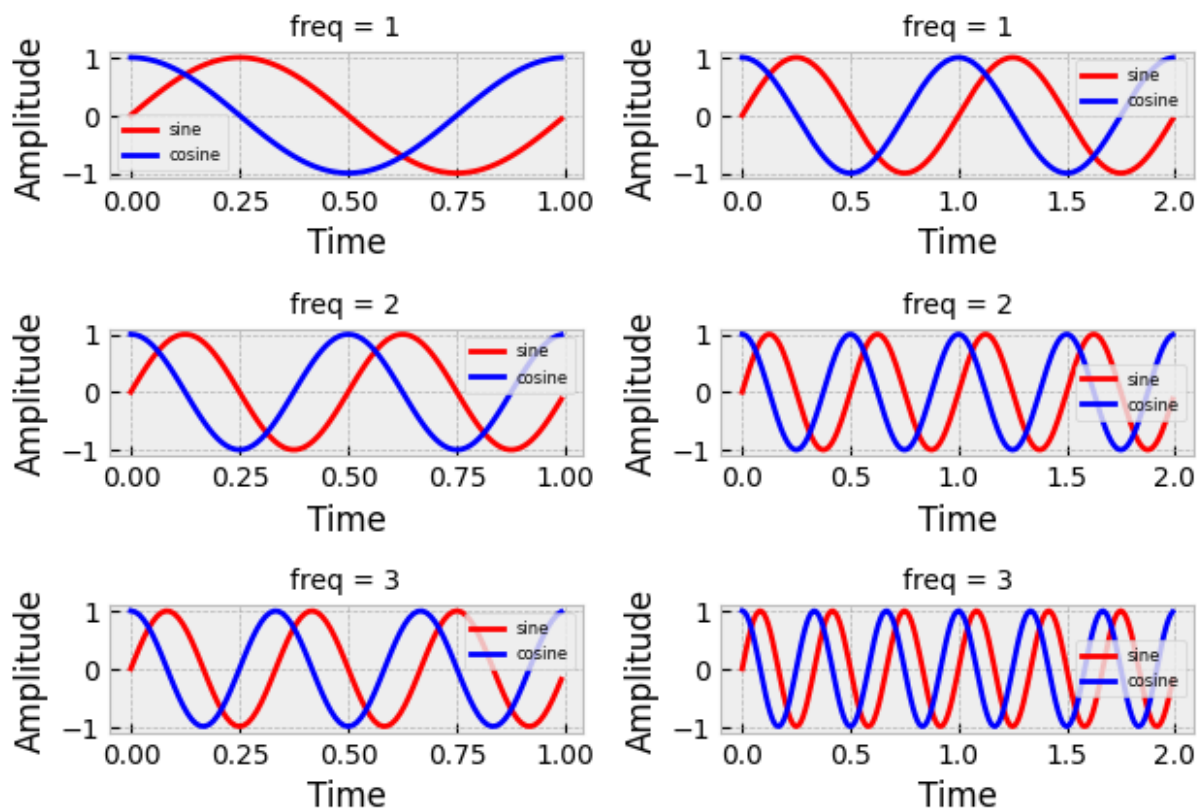 freq = 1
1
0
−1
Amplitude
sine
cosine
0.00 0.25 0.50 0.75 1.00
Time
freq = 1
1
0
−1
Amplitude
sine
cosine
0.0 0.5 1.0 1.5 2.0
Time
freq = 2
1
0
−1
Amplitude
sine
cosine
0.00 0.25 0.50 0.75 1.00
Time
freq = 2
1
0
−1
Amplitude
sine
cosine
0.0 0.5 1.0 1.5 2.0
Time
freq = 3
1
0
−1
Amplitude
sine
cosine
0.00 0.25 0.50 0.75 1.00
Time
freq = 3
1
0
−1
Amplitude
sine
cosine
0.0 0.5 1.0 1.5 2.0
Time